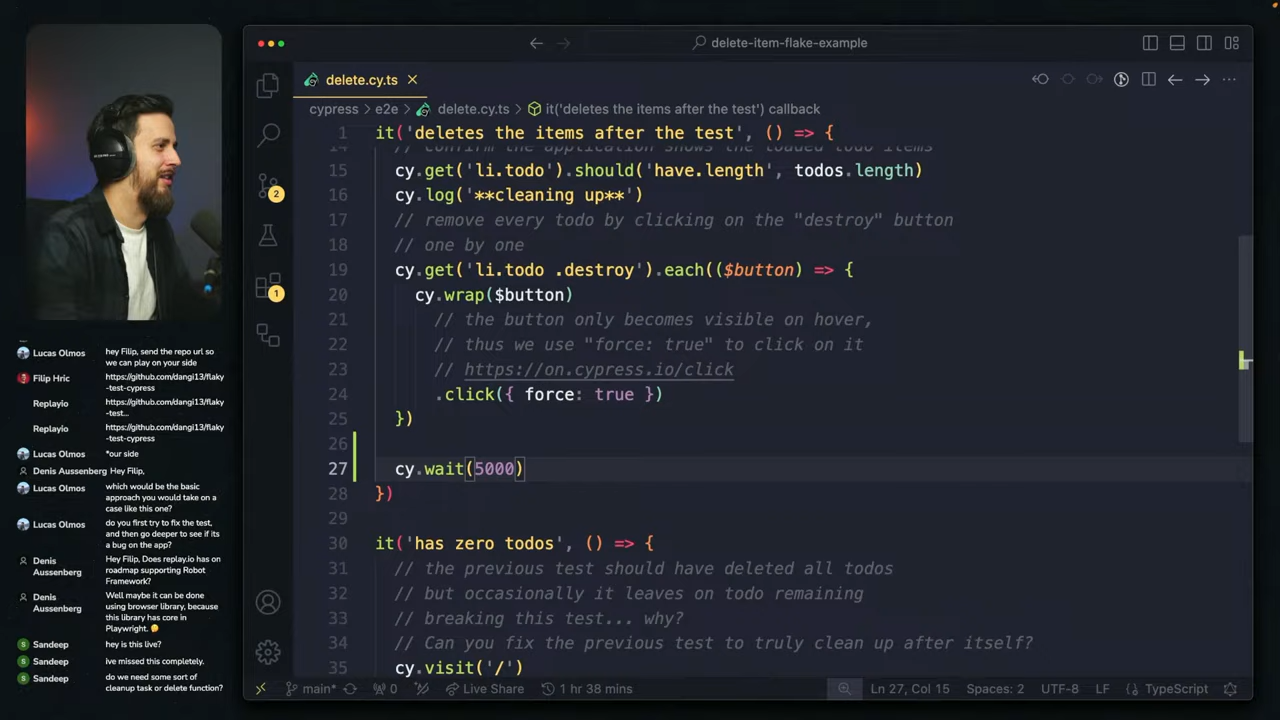 delete-item-flake-example
delete.cy.ts
cypress > e2e > delete.cy.ts > it('deletes the items after the test') callback
1 it('deletes the items after the test', () => {
14 // confirm the application shows the loaded todo items
15 cy.get('li.todo').should('have.length', todos.length)
16 cy.log('**cleaning up**')
17 // remove every todo by clicking on the "destroy" button
18 // one by one
19 cy.get('li.todo .destroy').each(($button) => {
20 cy.wrap($button)
21 // the button only becomes visible on hover,
22 // thus we use "force: true" to click on it
23 // https://on.cypress.io/click
24 .click({ force: true })
25 })
26
27 cy.wait(5000)
28 })
29
30 it('has zero todos', () => {
31 // the previous test should have deleted all todos
32 // but occasionally it leaves on todo remaining
33 // breaking this test... why?
34 // Can you fix the previous test to truly clean up after itself?
35 cy.visit('/')
2
1
main* 0 Live Share 1 hr 38 mins Ln 27, Col 15 Spaces: 2 UTF-8 LF TypeScript
Lucas Olmos hey Filip, send the repo url so
we can play on your side
Filip Hric https://github.com/dangi13/flaky
-test-cypress
Replayio https://github.com/dangi13/flaky
-test...
Replayio https://github.com/dangi13/flaky
-test-cypress
Lucas Olmos *our side
Denis Aussenberg Hey Filip,
Lucas Olmos which would be the basic
approach you would take on a
case like this one?
Lucas Olmos do you first try to fix the test,
and then go deeper to see if its
a bug on the app?
Denis Aussenberg Hey Filip, Does replay.io has on
roadmap supporting Robot
Framework?
Denis Aussenberg Well maybe it can be done
using browser library, because
this library has core in
Playwright. 🤔
S Sandeep hey is this live?
S Sandeep Ive missed this completely.
S Sandeep do we need some sort of
cleanup task or delete function?